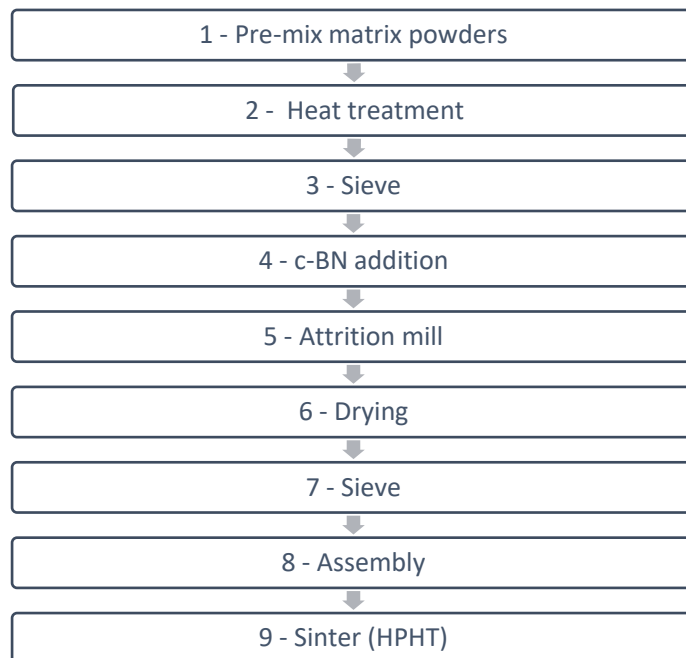 1 - Pre-mix matrix powders
2 -  Heat treatment
3 - Sieve
4 - c-BN addition
5 - Attrition mill
6 - Drying
7 - Sieve
8 - Assembly
9 - Sinter (HPHT)